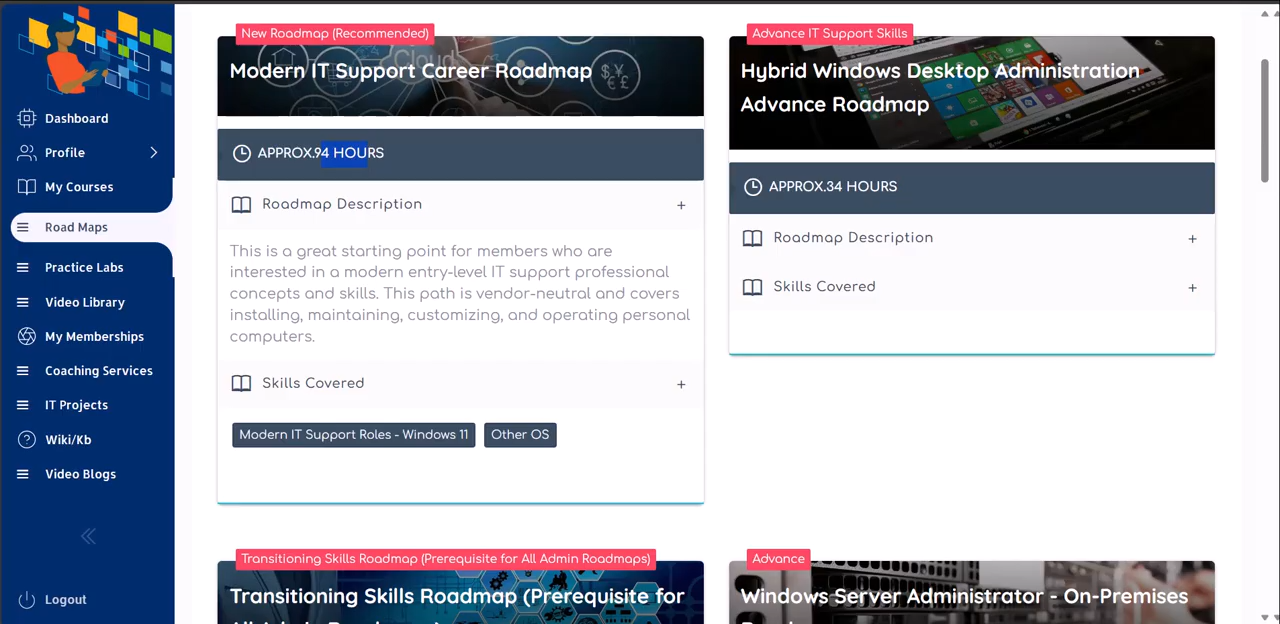 Dashboard
Profile
My Courses
Road Maps
Practice Labs
Video Library
My Memberships
Coaching Services
IT Projects
Wiki/Kb
Video Blogs
Logout
New Roadmap (Recommended)
Modern IT Support Career Roadmap
APPROX.94 HOURS
Roadmap Description
This is a great starting point for members who are
interested in a modern entry-level IT support professional
concepts and skills. This path is vendor-neutral and covers
installing, maintaining, customizing, and operating personal
computers.
Skills Covered
Modern IT Support Roles - Windows 11
Other OS
Advance IT Support Skills
Hybrid Windows Desktop Administration
Advance Roadmap
APPROX.34 HOURS
Roadmap Description
Skills Covered
Transitioning Skills Roadmap (Prerequisite for All Admin Roadmaps)
Transitioning Skills Roadmap (Prerequisite for
Advance
Windows Server Administrator - On-Premises